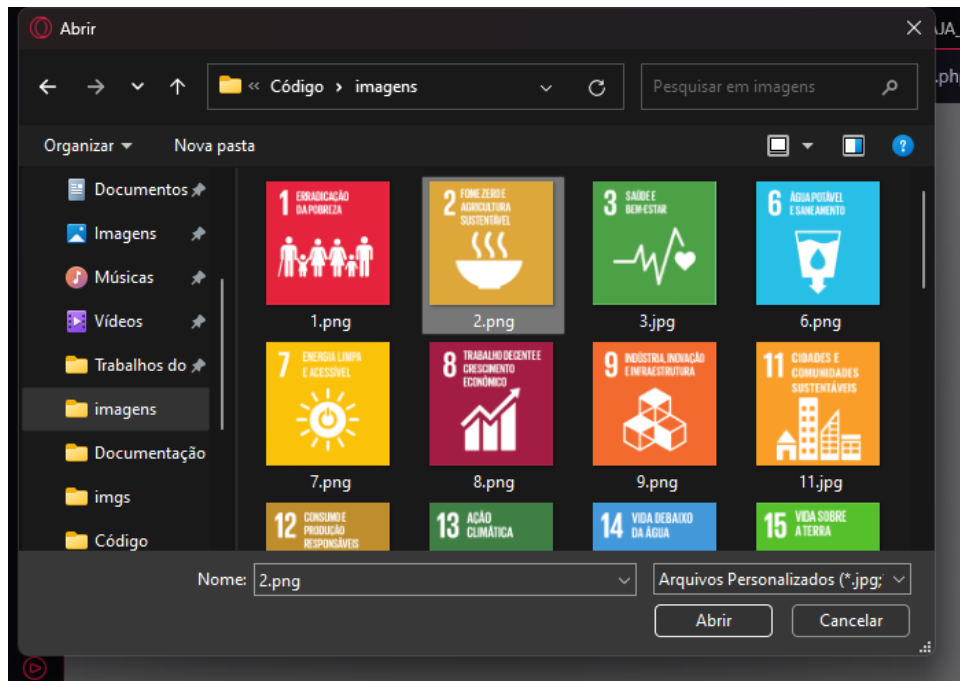 Abrir
JA_
.ph
« Código › imagens
Pesquisar em imagens
Organizar
Nova pasta
?
Documentos
Imagens
Músicas
Vídeos
Trabalhos do
imagens
Documentação
imgs
Código
1 ERRADICAÇÃO
DA POBREZA
1.png
2 FOME ZERO E
AGRICULTURA
SUSTENTÁVEL
2.png
3 SAÚDE E
BEM-ESTAR
3.jpg
6 ÁGUA POTÁVEL
E SANEAMENTO
6.png
7 ENERGIA LIMPA
E ACESSÍVEL
7.png
8 TRABALHO DECENTE E
CRESCIMENTO
ECONÔMICO
8.png
9 INDÚSTRIA, INOVAÇÃO
E INFRAESTRUTURA
9.png
11 CIDADES E
COMUNIDADES
SUSTENTÁVEIS
11.jpg
12 CONSUMO E
PRODUÇÃO
RESPONSÁVEIS
13 AÇÃO
CLIMÁTICA
14 VIDA DEBAIXO
DA ÁGUA
15 VIDA SOBRE
A TERRA
Nome: 2.png
Arquivos Personalizados (*.jpg;
Abrir
Cancelar